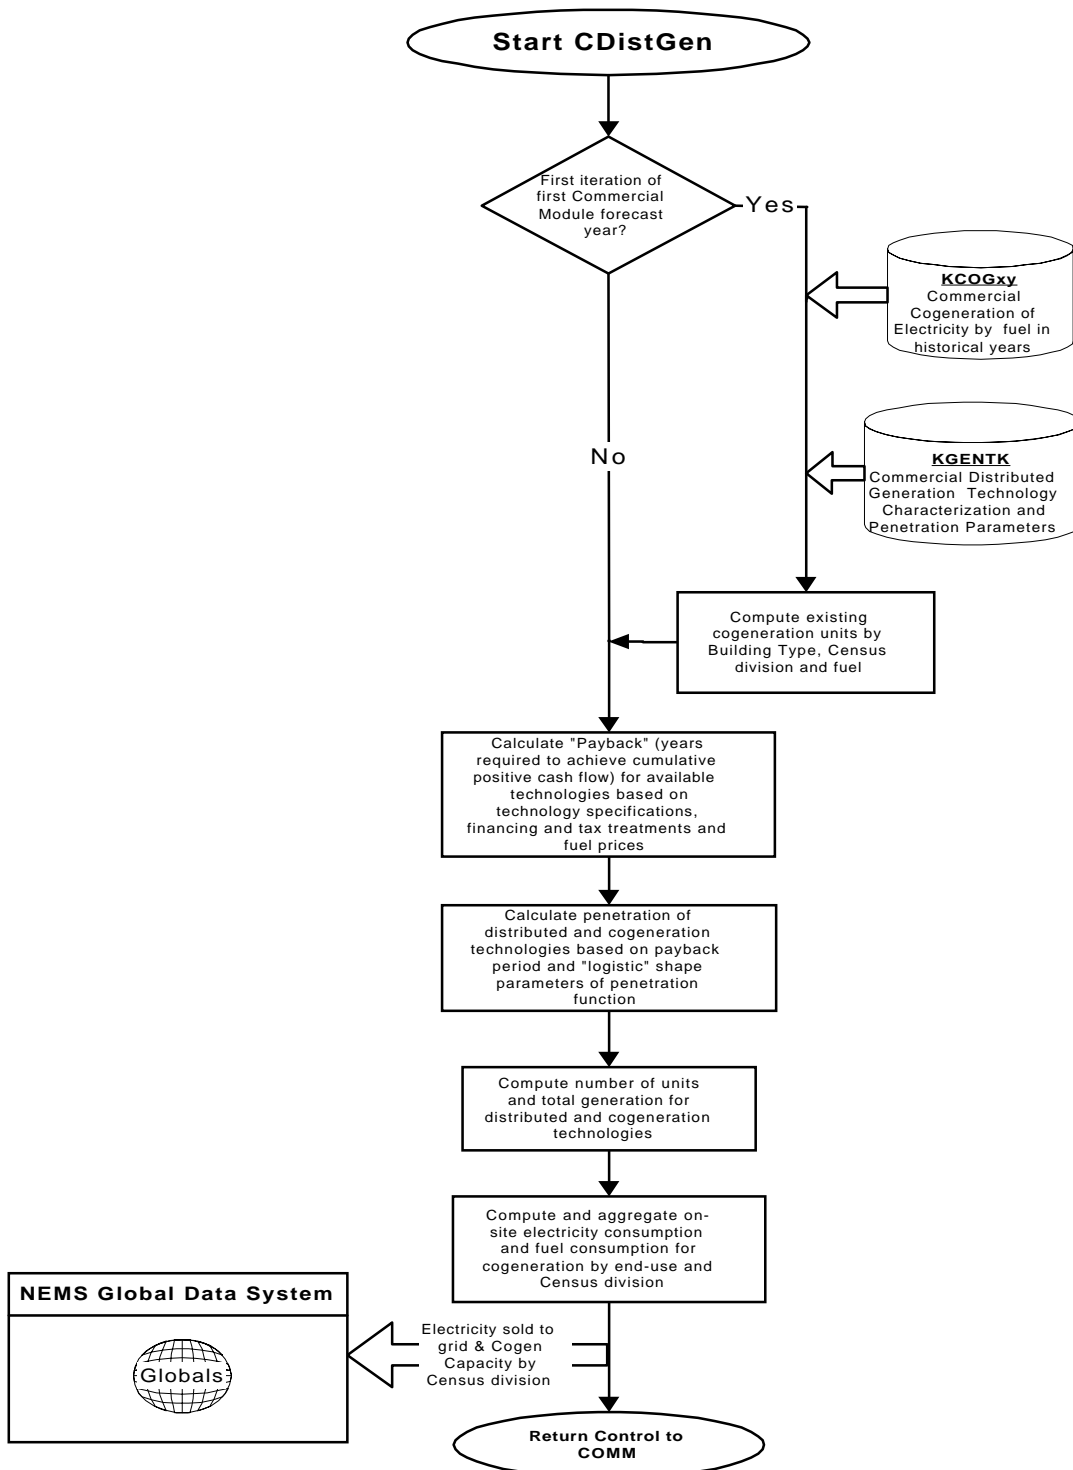 Start CDistGen
First iteration of
first Commercial
Module forecast
year?
Yes
KCOGxy
Commercial
Cogeneration of
Electricity by fuel in
historical years
No
KGENTK
Commercial Distributed
Generation Technology
Characterization and
Penetration Parameters
Compute existing
cogeneration units by
Building Type, Census
division and fuel
Calculate "Payback" (years
required to achieve cumulative
positive cash flow) for available
technologies based on
technology specifications,
financing and tax treatments and
fuel prices
Calculate penetration of
distributed and cogeneration
technologies based on payback
period and "logistic" shape
parameters of penetration
function
Compute number of units
and total generation for
distributed and cogeneration
technologies
Compute and aggregate on-
site electricity consumption
and fuel consumption for
cogeneration by end-use and
Census division
NEMS Global Data System
Globals
Electricity sold to
grid & Cogen
Capacity by
Census division
Return Control to
COMM